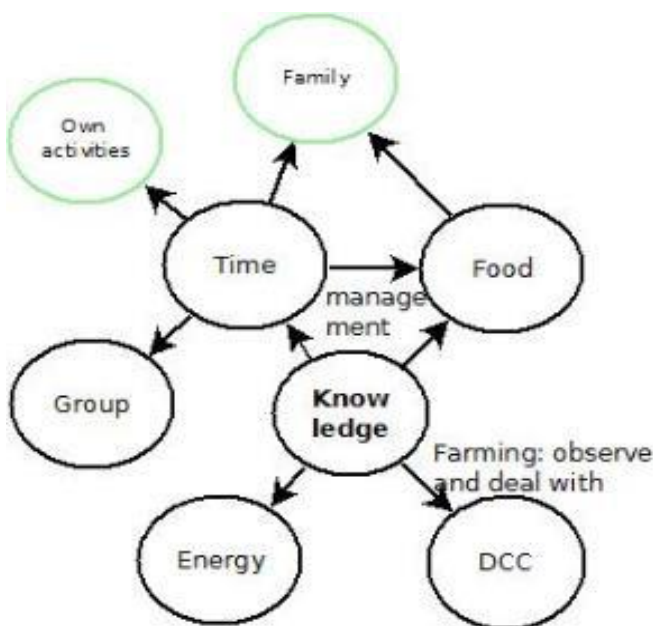 Family
Own
activities
Time
Food
manage
ment
Group
Know
ledge
Farming: observe
and deal with
Energy
DCC